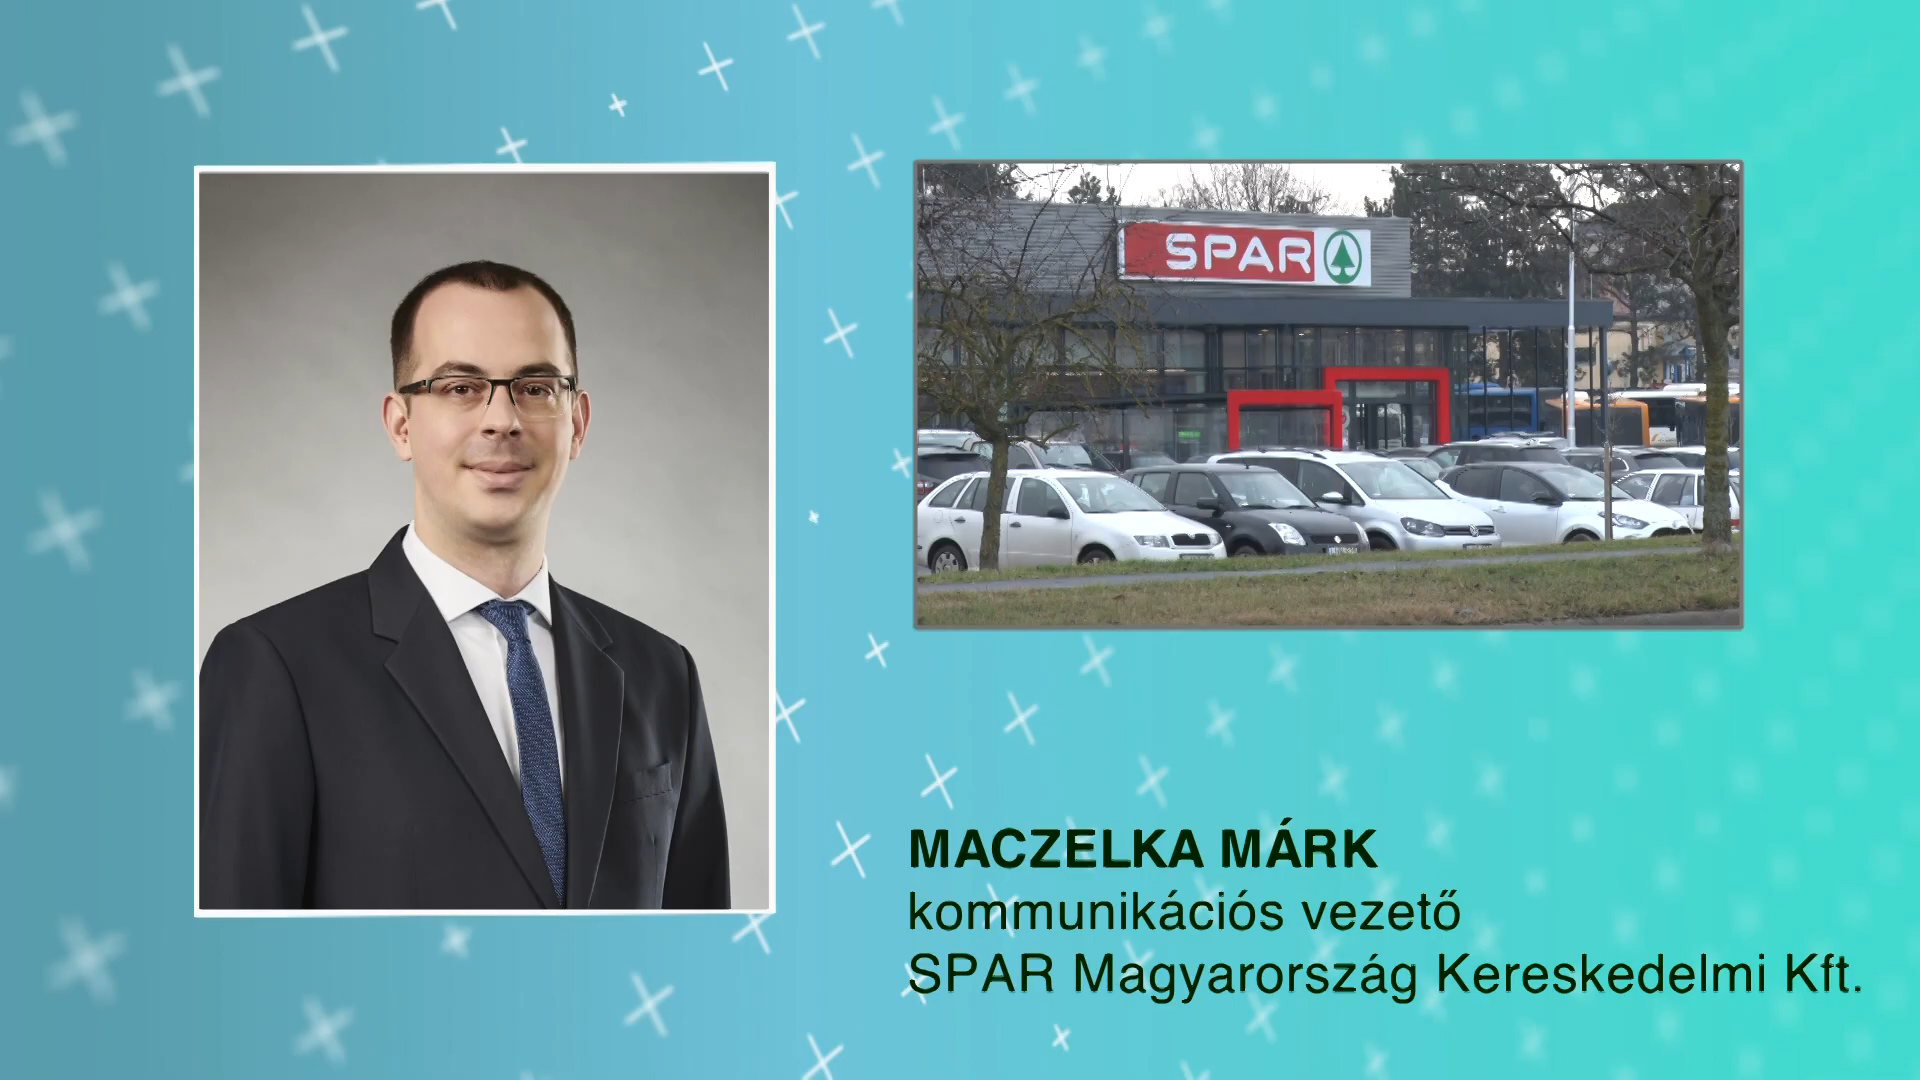 SPAR
MACZELKA MÁRK
kommunikációs vezető
SPAR Magyarország Kereskedelmi Kft.